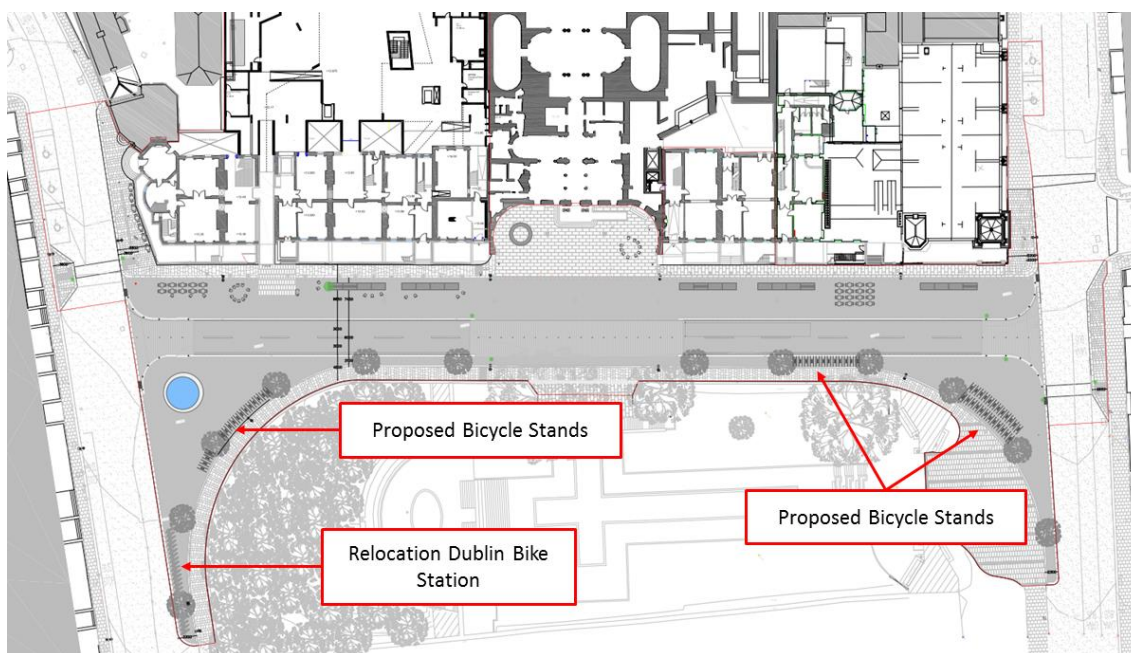 Proposed Bicycle Stands
Proposed Bicycle Stands
Relocation Dublin Bike
Station